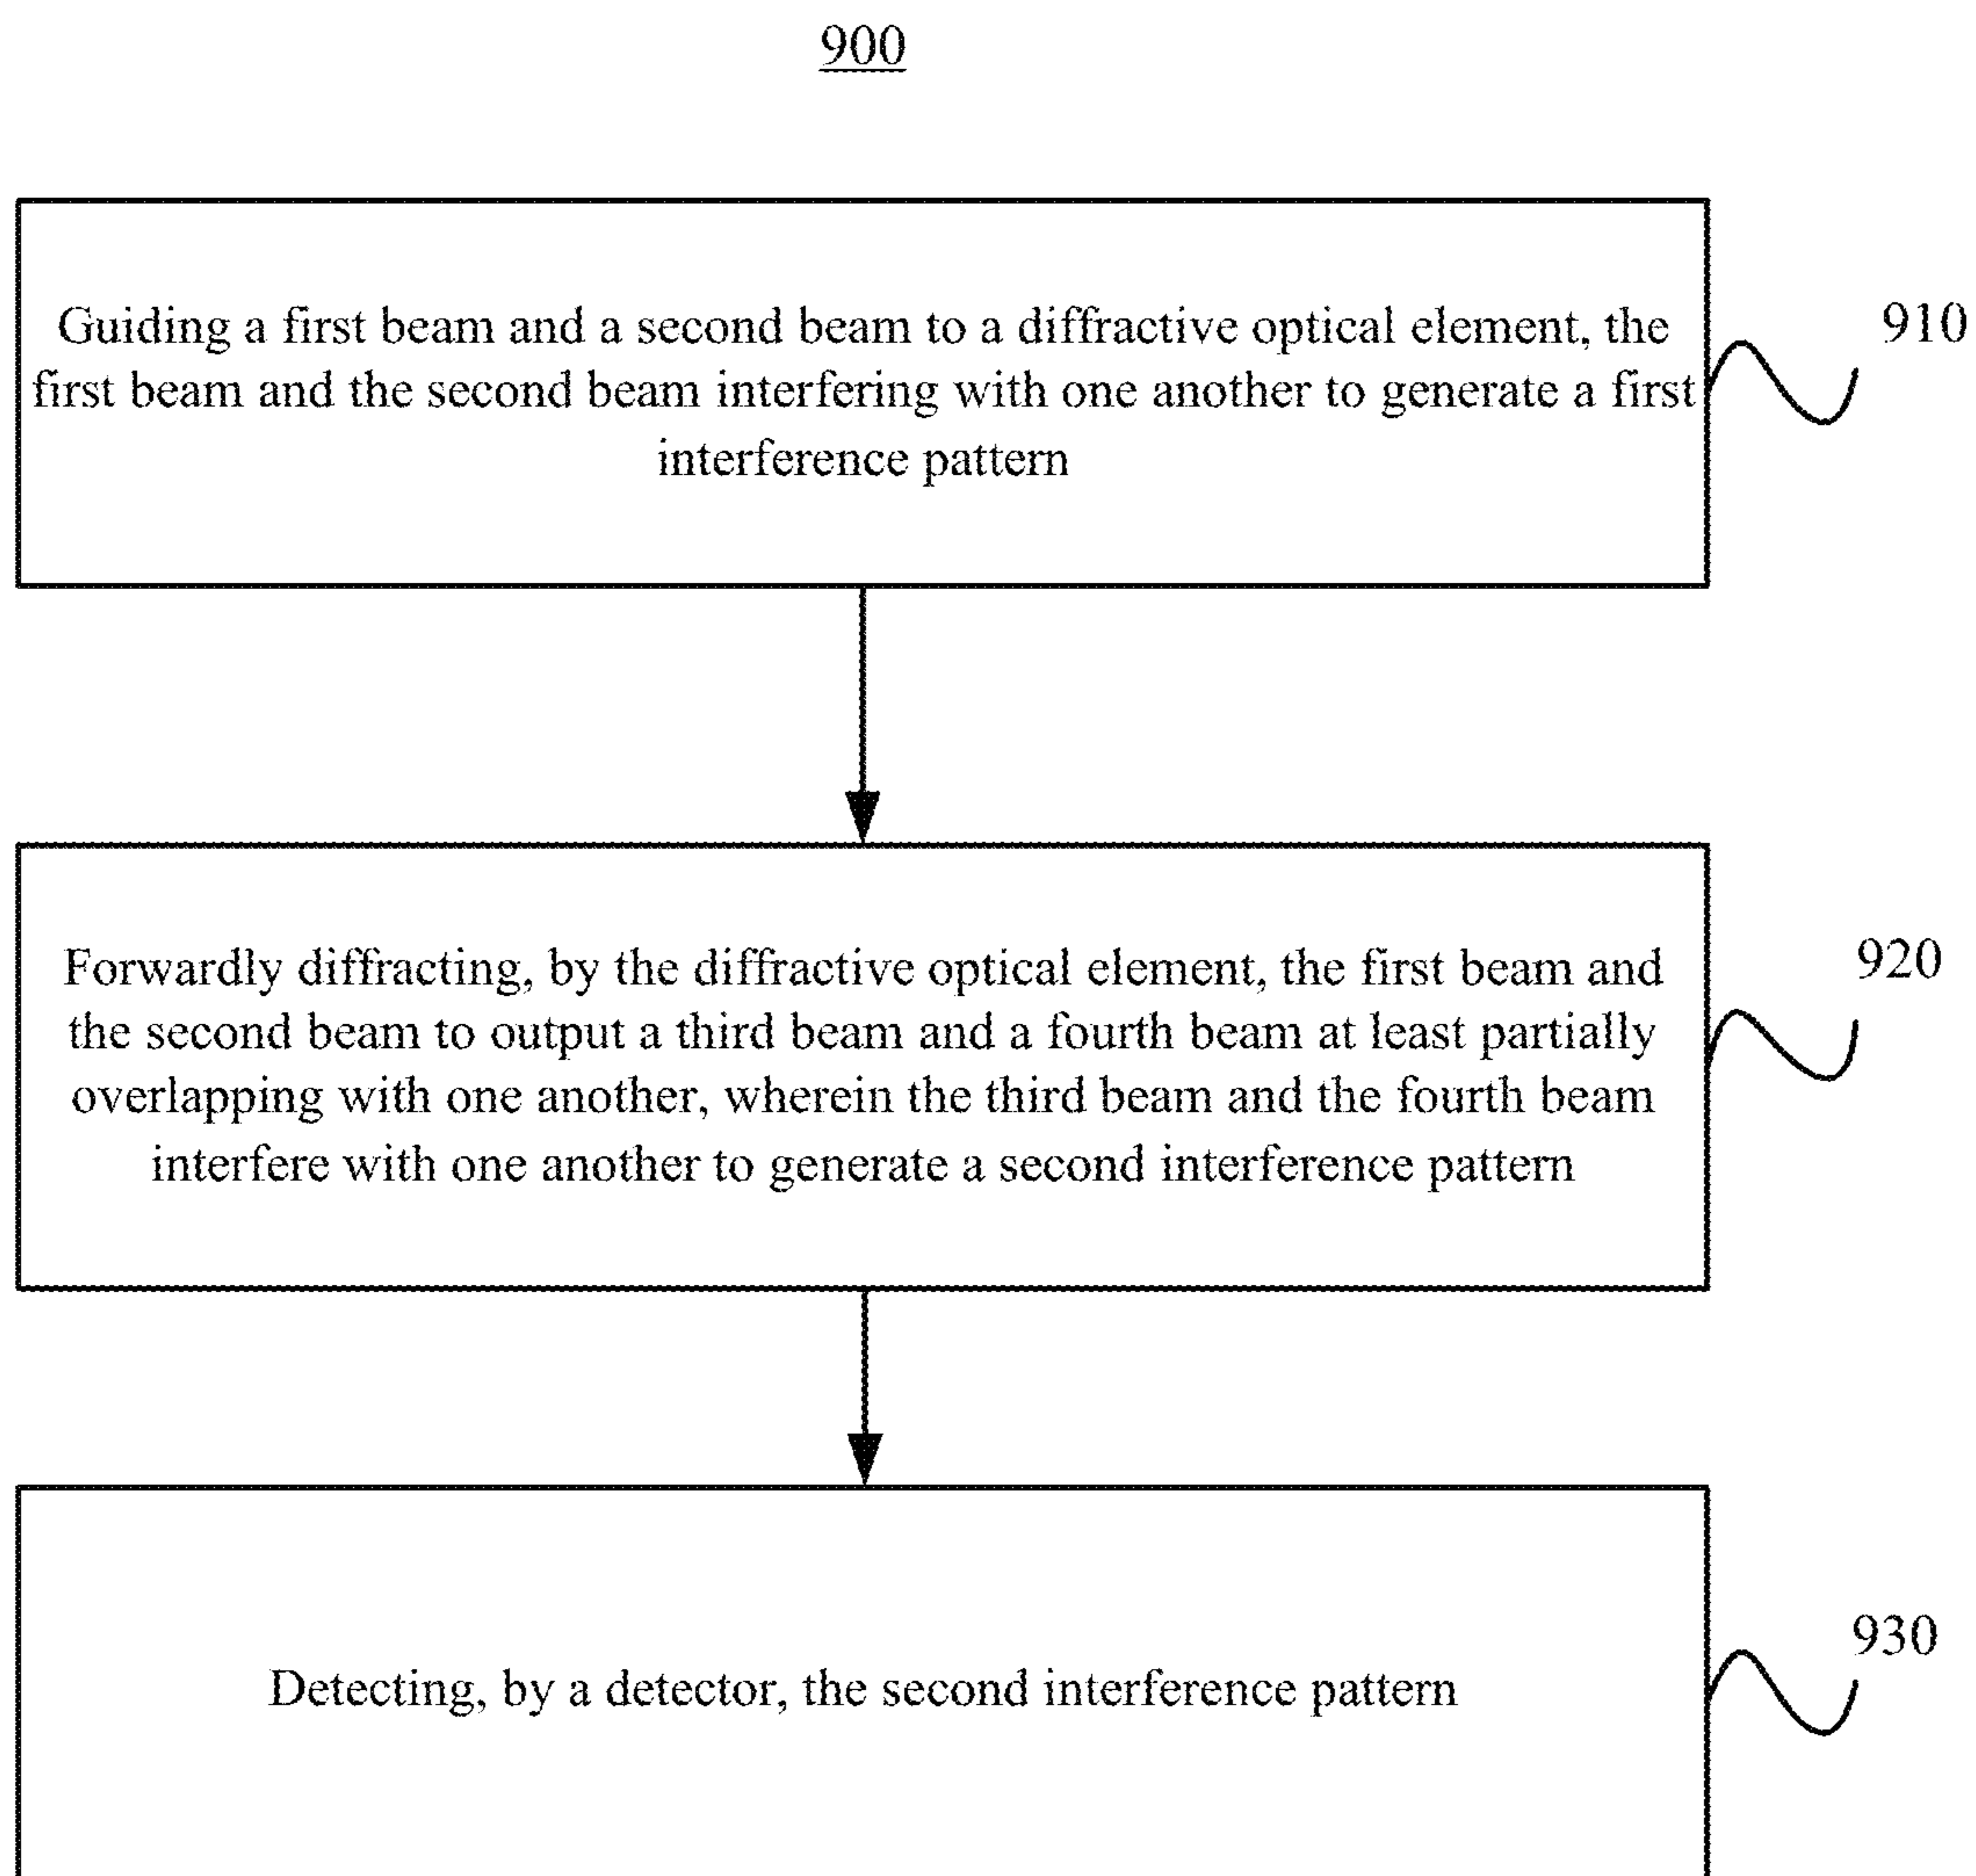 900
Guiding a first beam and a second beam to a diffractive optical element, the
first beam and the second beam interfering with one another to generate a first
interference pattern
910
Forwardly diffracting, by the diffractive optical element, the first beam and
the second beam to output a third beam and a fourth beam at least partially
overlapping with one another, wherein the third beam and the fourth beam
interfere with one another to generate a second interference pattern
920
Detecting, by a detector, the second interference pattern
930